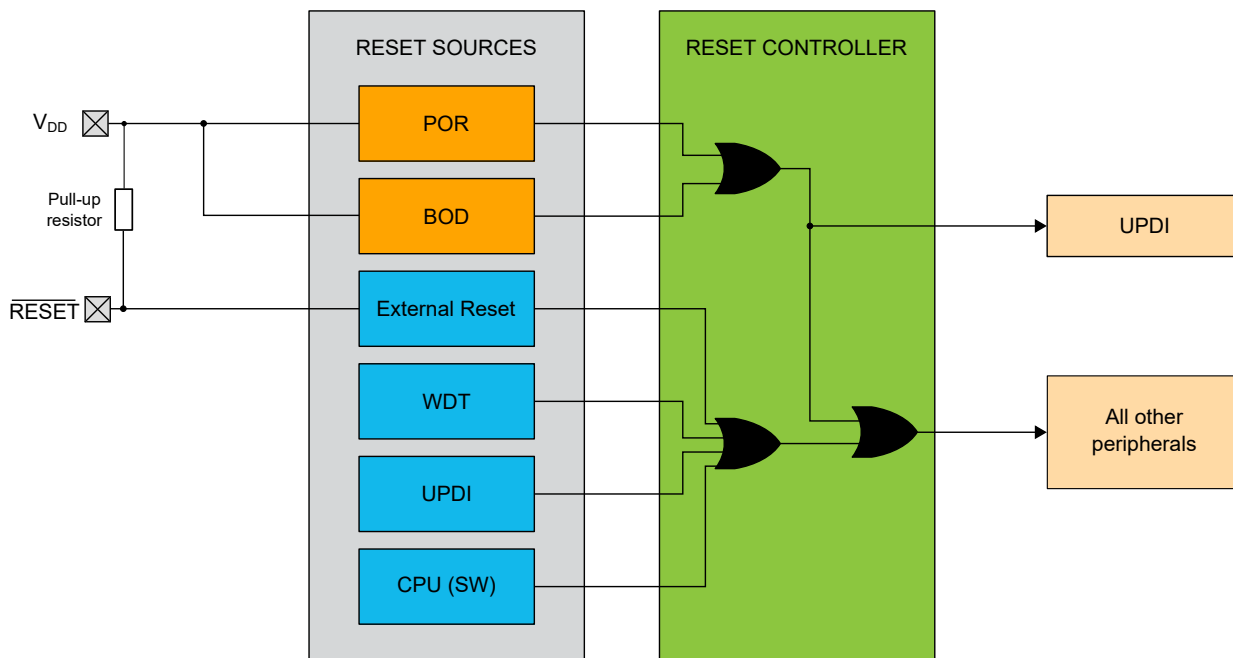 RESET SOURCES
RESET CONTROLLER
VDD
POR
Pull-up
resistor
BOD
UPDI
RESET
External Reset
WDT
All other
peripherals
UPDI
CPU (SW)